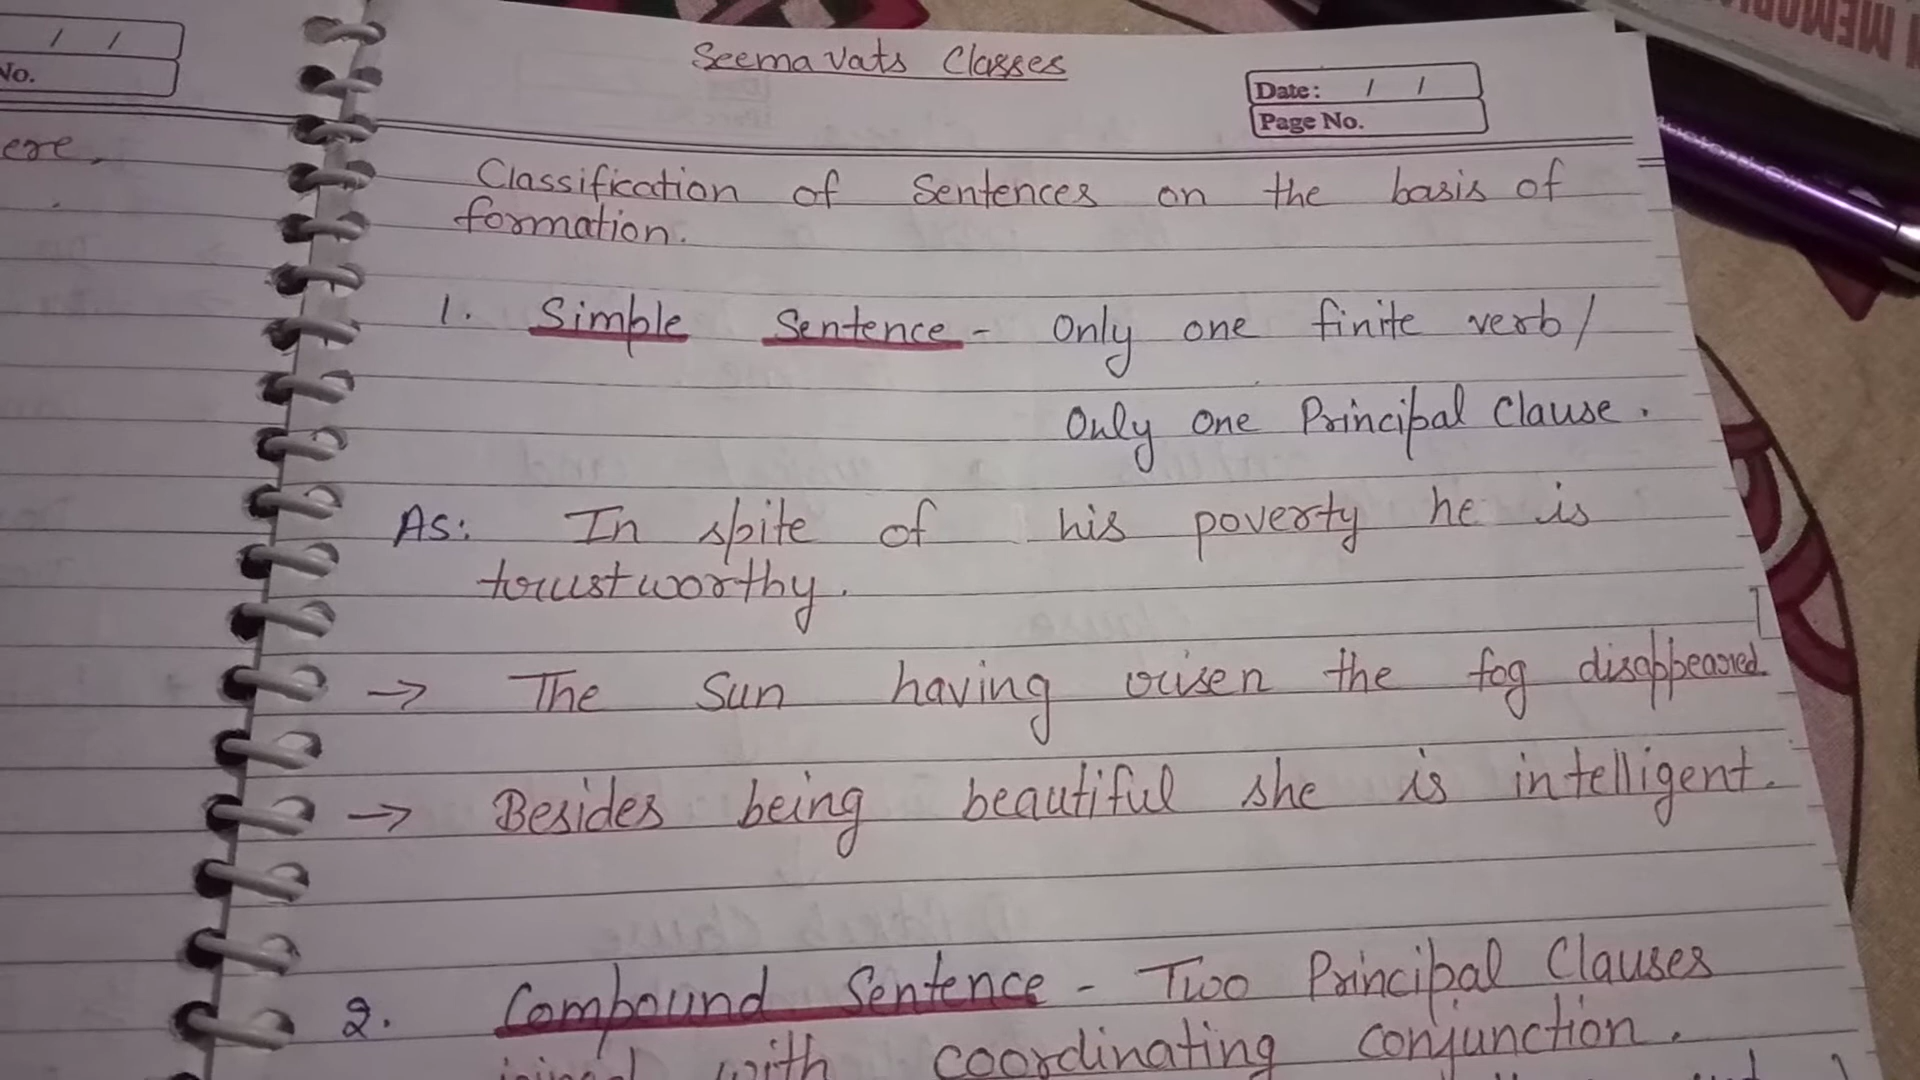 Seema Vats Classes
Date: / /
Page No.
/ /
No.
ere,
Classification of Sentences on the basis of
formation.
1. Simple Sentence - Only one finite verb/
Only one Principal Clause.
As: In spite of his poverty he is
trustworthy.
→ The Sun having risen the fog disappeared
→ Besides being beautiful she is intelligent.
2. Compound Sentence - Two Principal Clauses
joined with coordinating conjunction.